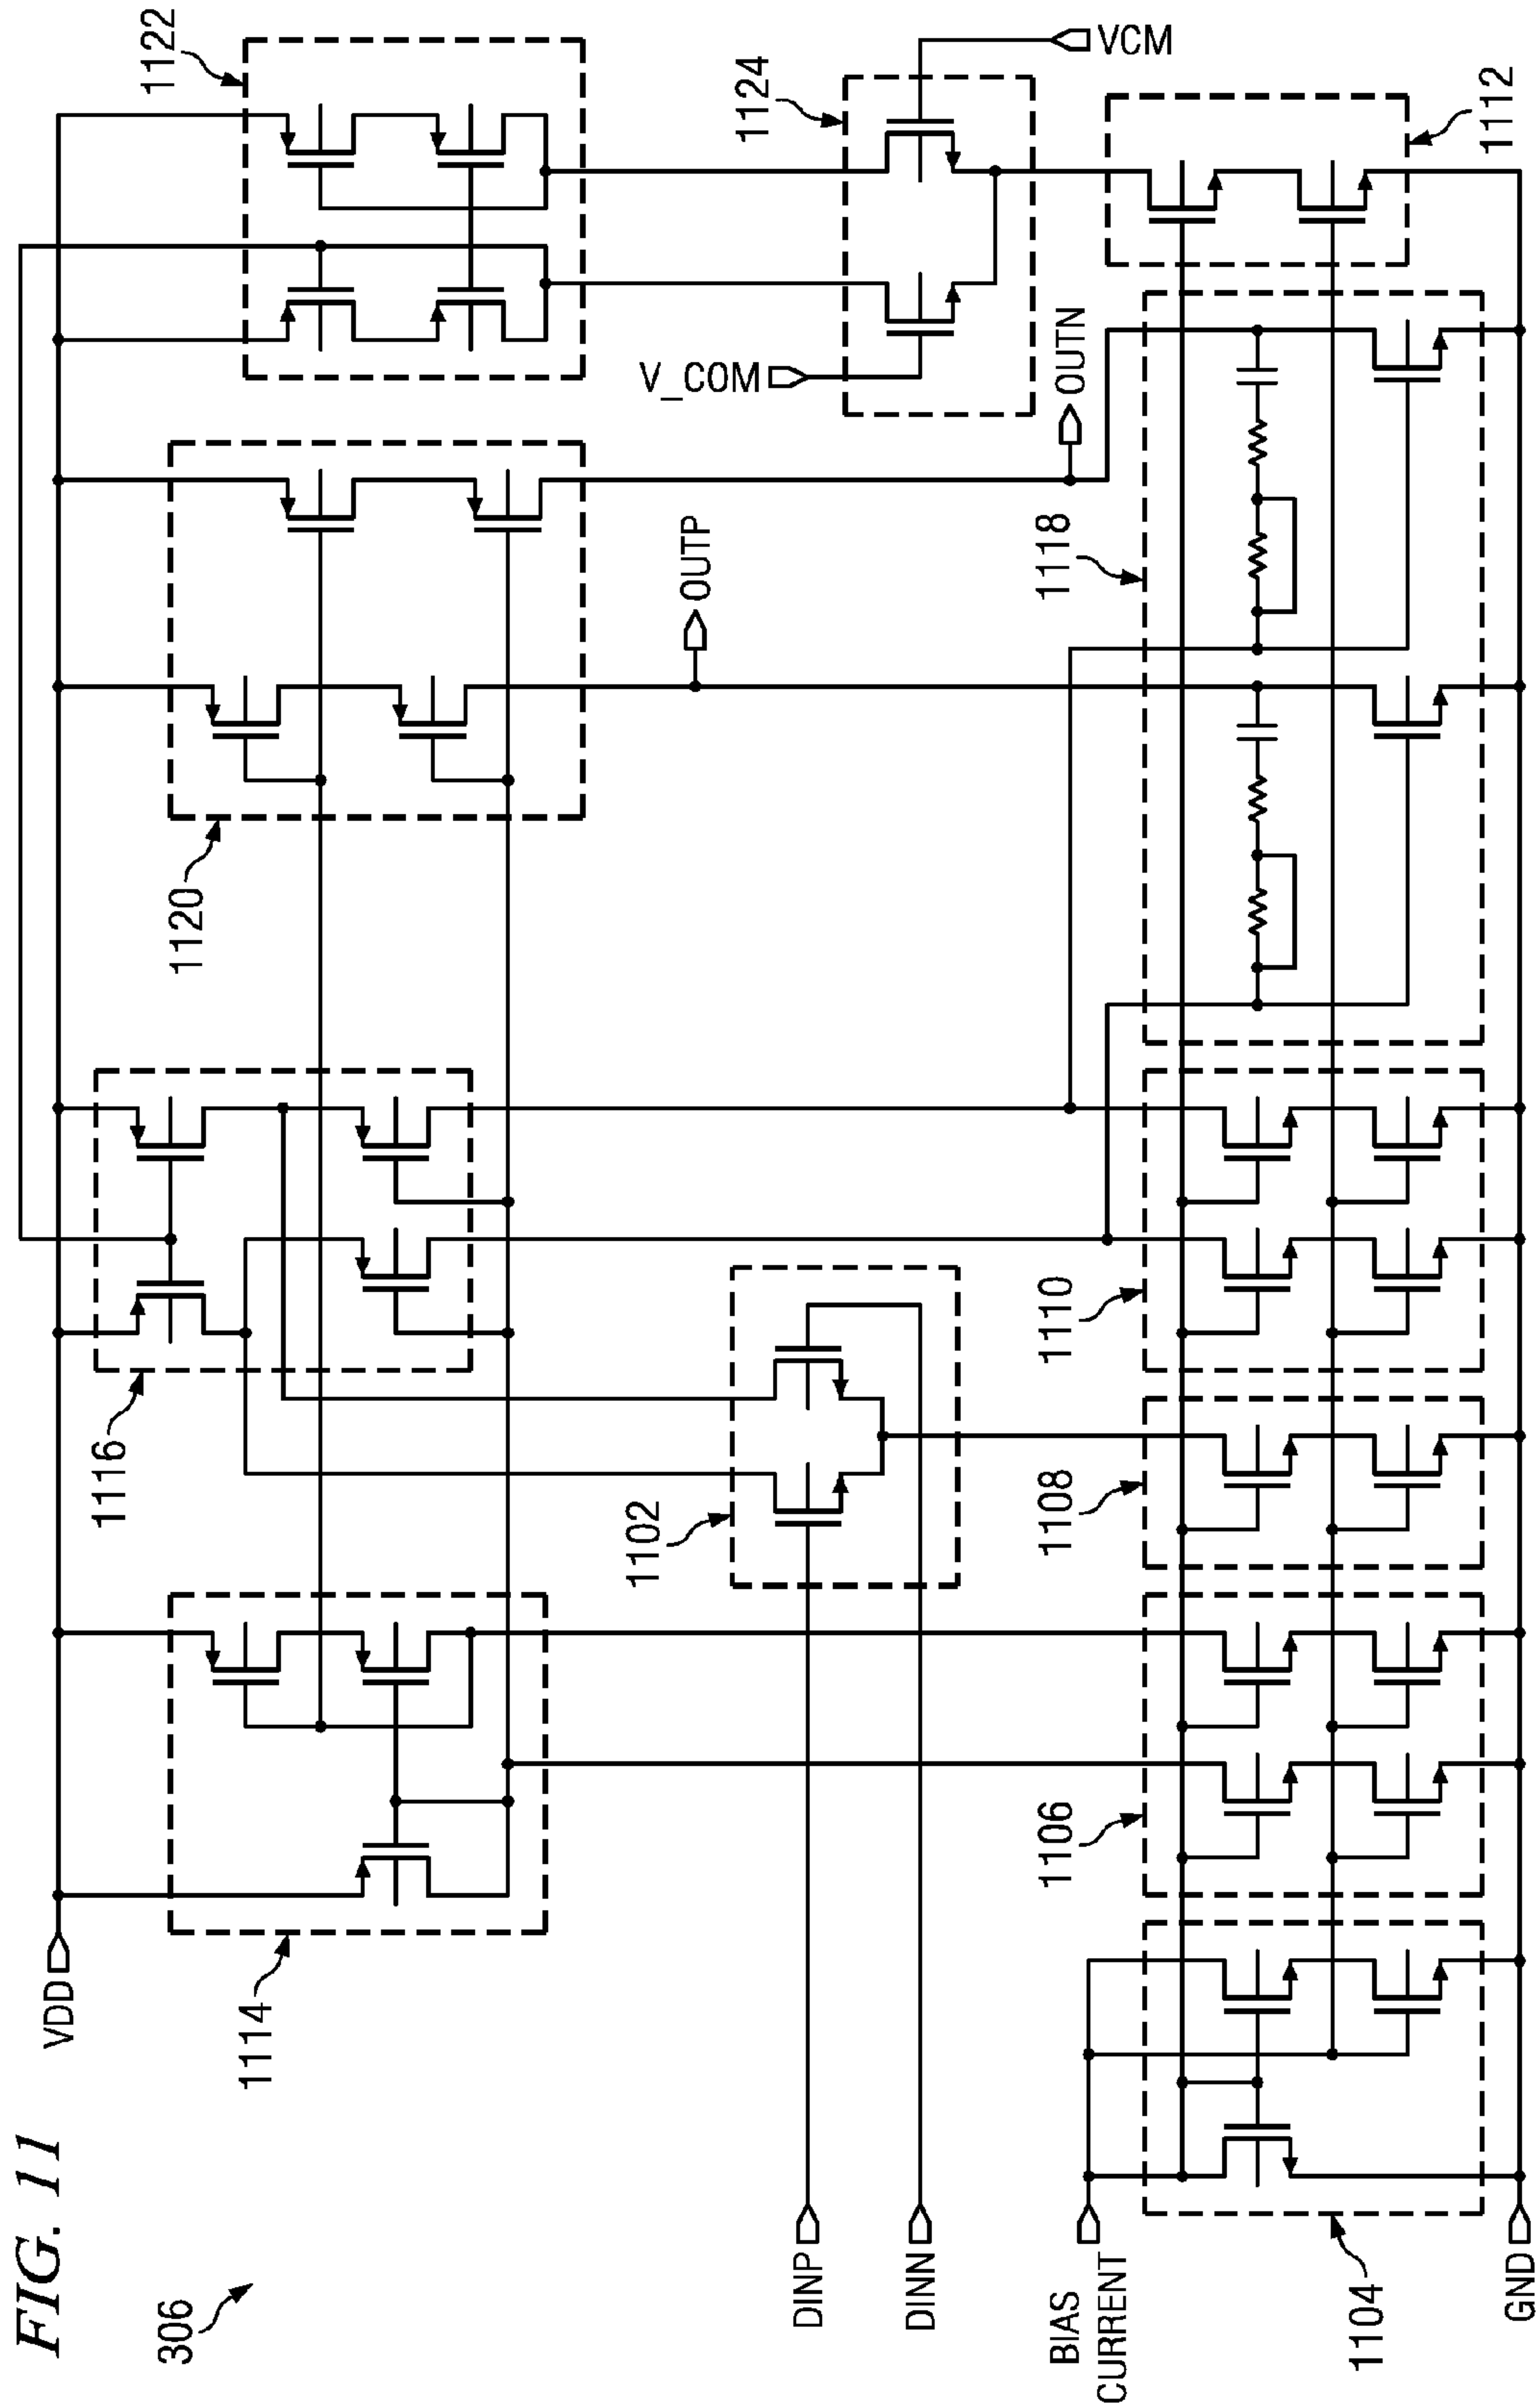 FIG. 11
306
VDD
1114
1116
1120
1122
DINP
DINN
1102
OUTP
OUTN
V_COM
VCM
1124
BIAS
CURRENT
GND
1104
1106
1108
1110
1118
1112